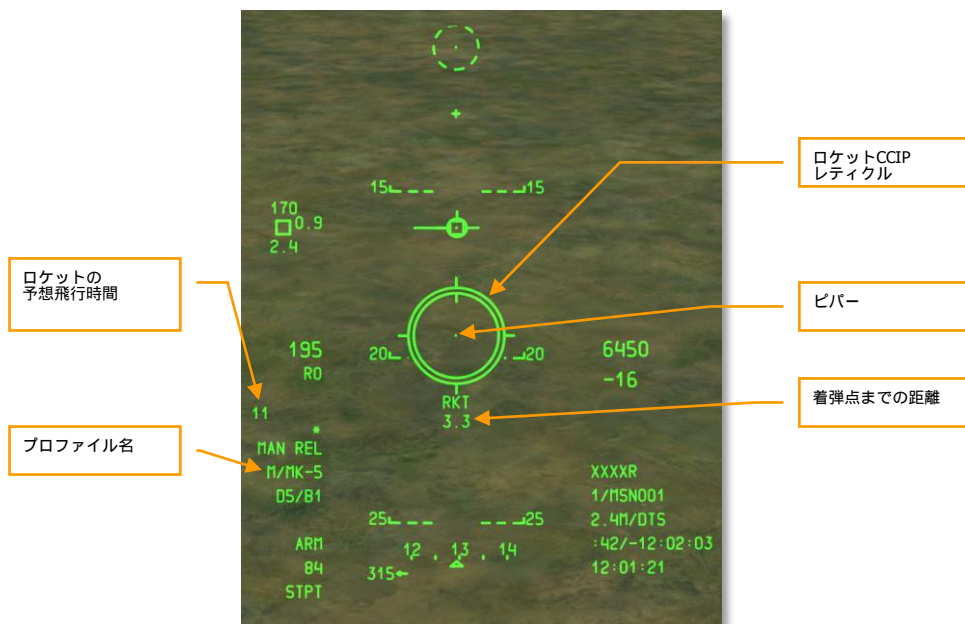 ロケットCCIP
レティクル
15 15
170
0.9
2.4
ロケットの
予想飛行時間
ピパー
195
20 20
6450
R0
-16
RKT
3.3
着弾点までの距離
11
*
MAN REL
プロファイル名
M/MK-5
XXXXR
D5/B1
1/MSN001
25 25
2.4M/DTS
ARM
12 . 13 . 14
:42/-12:02:03
84
315←
12:01:21
STPT